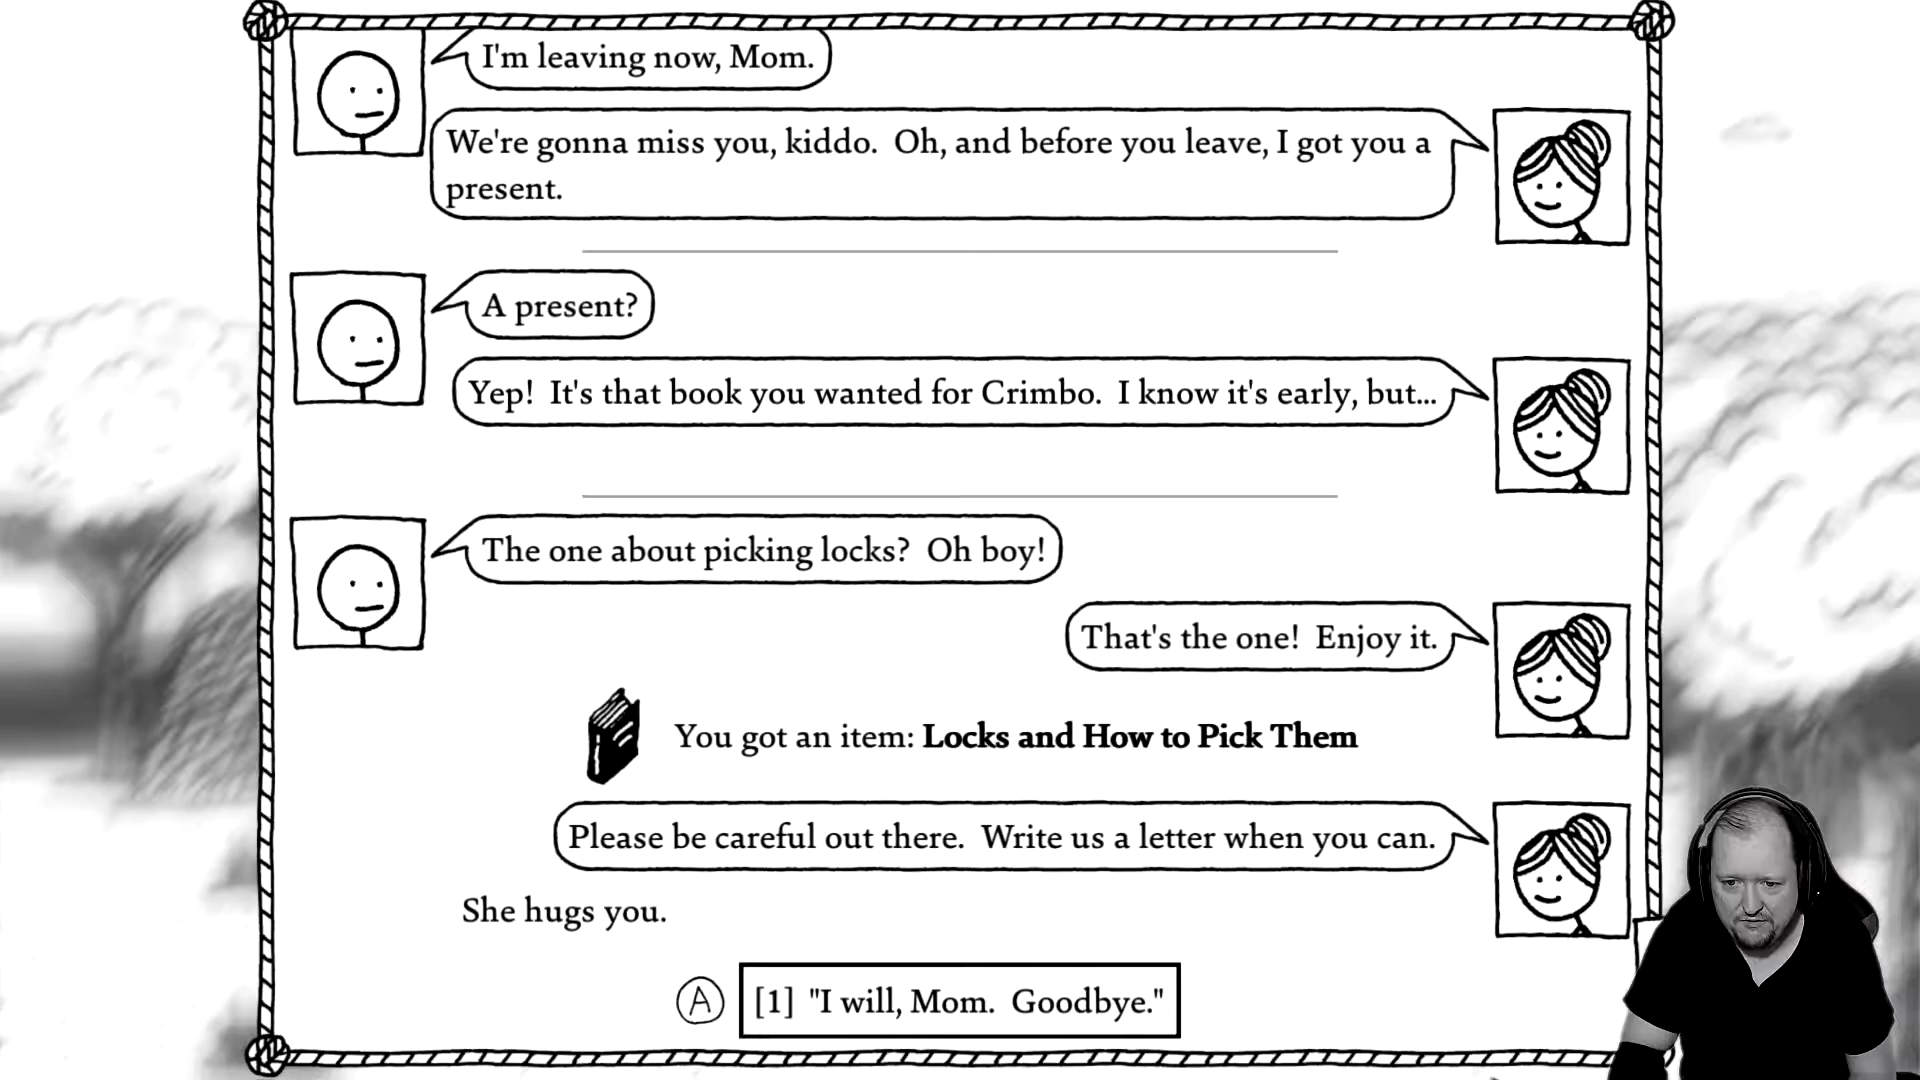 I'm leaving now, Mom.
We're gonna miss you, kiddo.  Oh, and before you leave, I got you a
present.
A present?
Yep!  It's that book you wanted for Crimbo.  I know it's early, but...
The one about picking locks?  Oh boy!
That's the one!  Enjoy it.
You got an item: Locks and How to Pick Them
Please be careful out there.  Write us a letter when you can.
She hugs you.
A [1] "I will, Mom.  Goodbye."